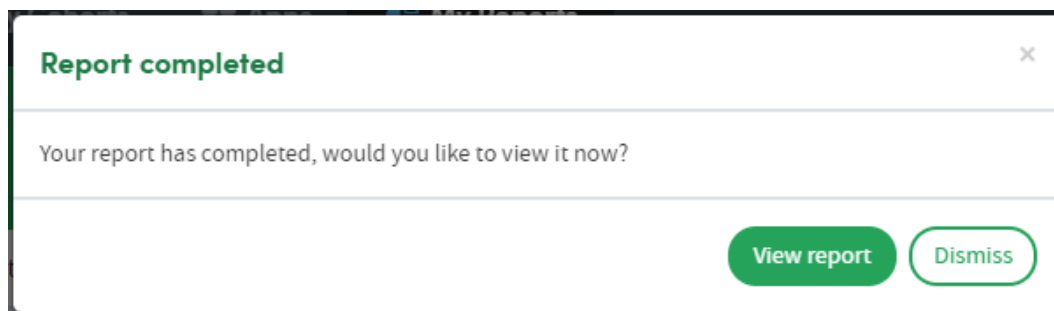 Report completed
×
Your report has completed, would you like to view it now?
View report
Dismiss